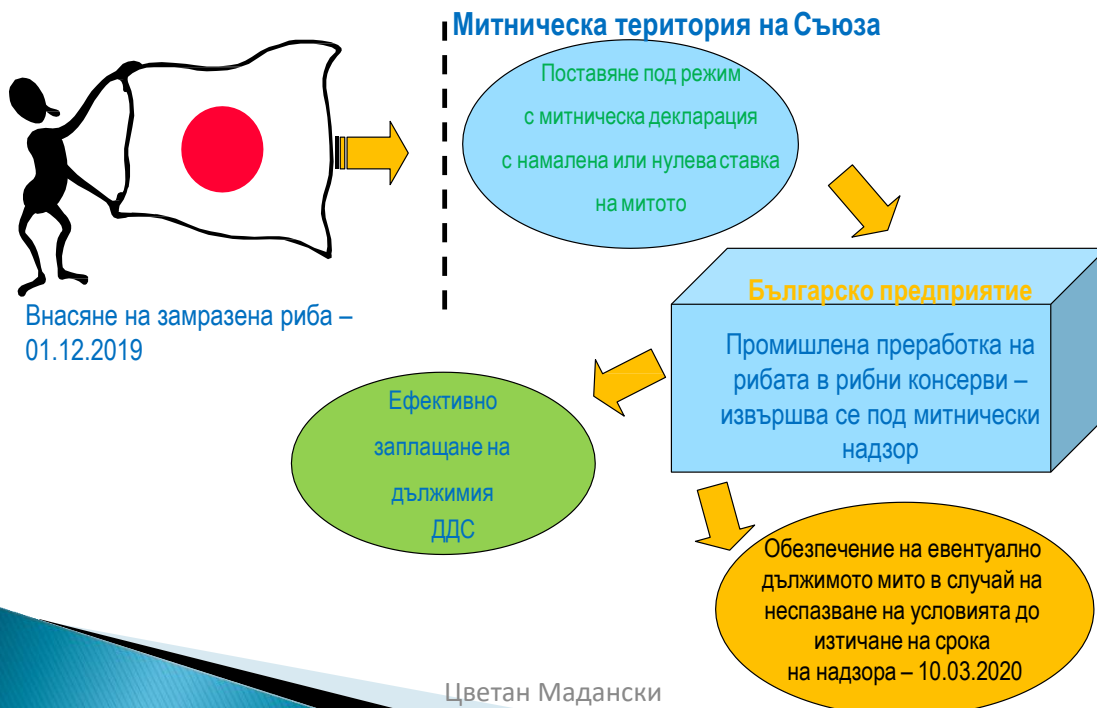 Митническа територия на Съюза
Поставяне под режим
с митническа декларация
с намалена или нулева ставка
на митото
Внасяне на замразена риба –
01.12.2019
Българско предприятие
Промишлена преработка на
рибата в рибни консерви –
извършва се под митнически
надзор
Ефективно
заплащане на
дължимия
ДДС
Обезпечение на евентуално
дължимото мито в случай на
неспазване на условията до
изтичане на срока
на надзора – 10.03.2020
Цветан Мадански